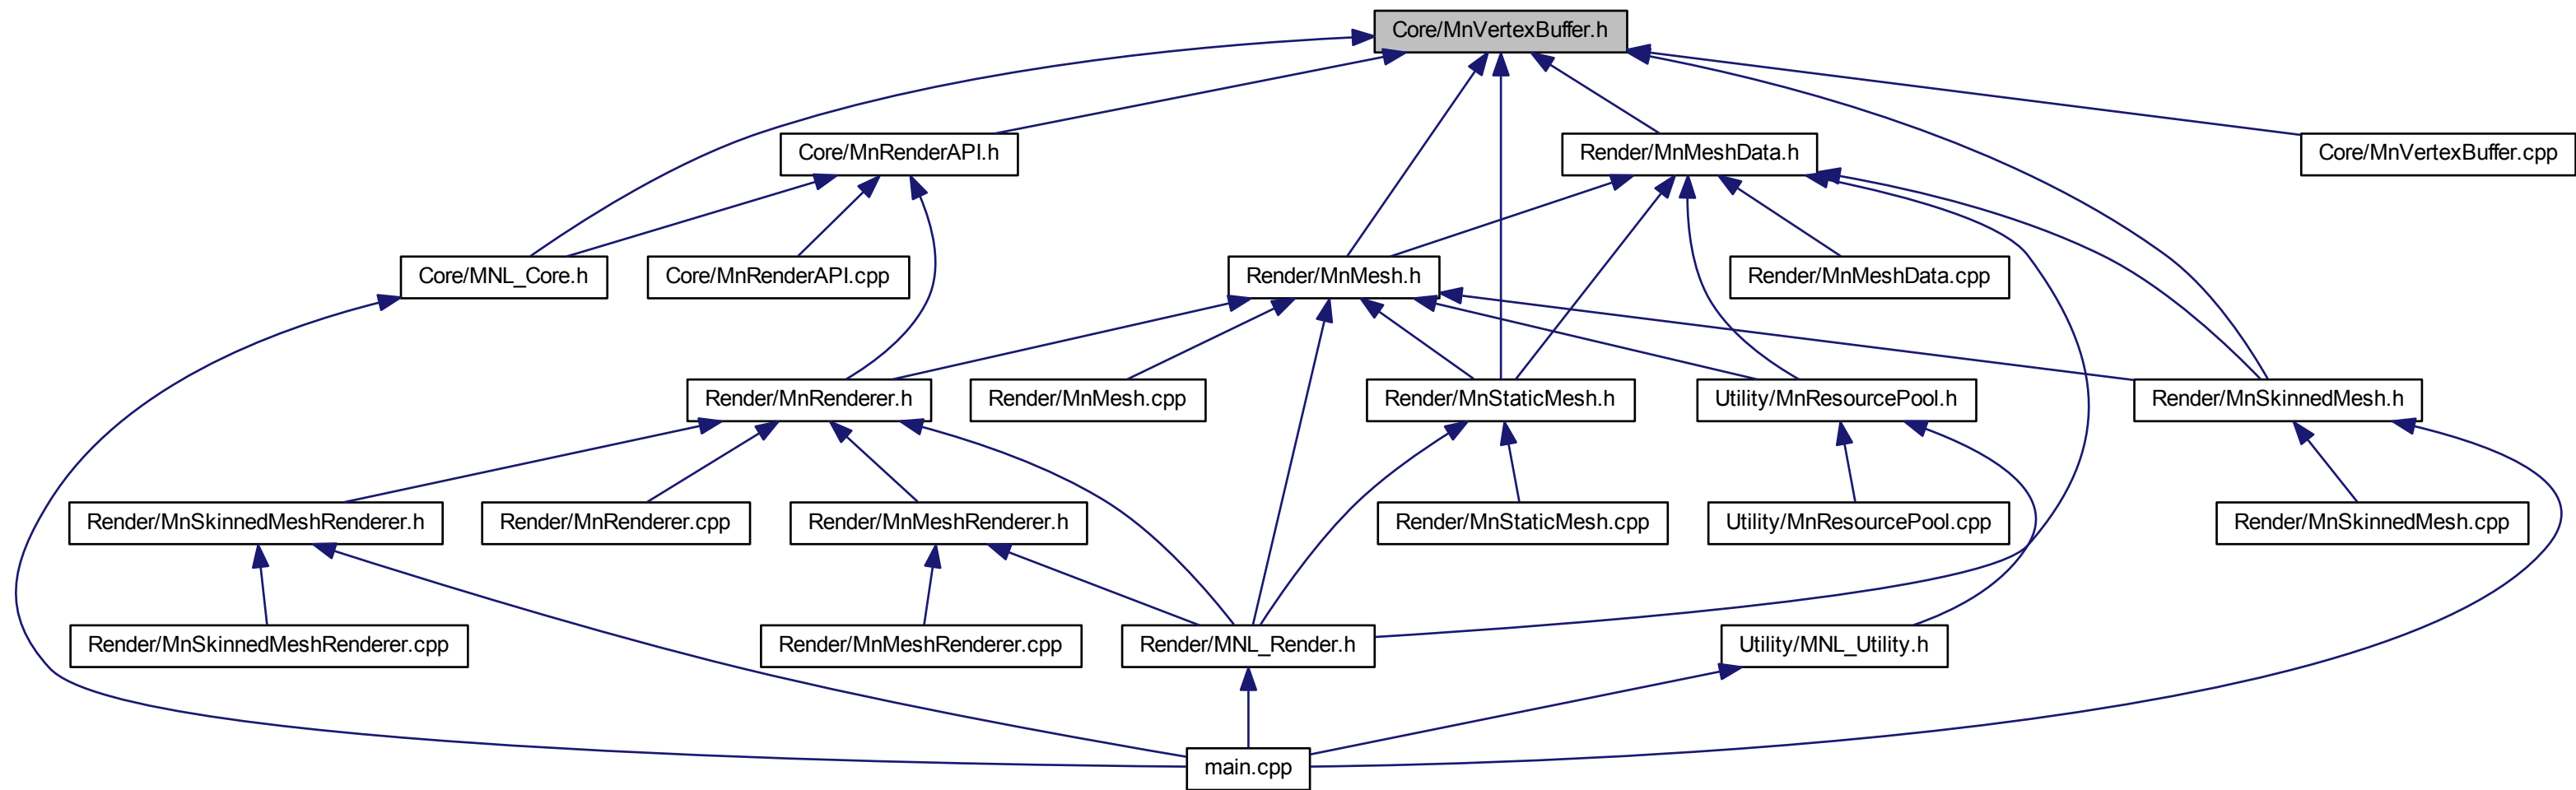 Core/MnVertexBuffer.h
Core/MnRenderAPI.h
Render/MnMeshData.h
Core/MnVertexBuffer.cpp
Core/MNL_Core.h
Core/MnRenderAPI.cpp
Render/MnMesh.h
Render/MnMeshData.cpp
Render/MnRenderer.h
Render/MnMesh.cpp
Render/MnStaticMesh.h
Utility/MnResourcePool.h
Render/MnSkinnedMesh.h
Render/MnSkinnedMeshRenderer.h
Render/MnRenderer.cpp
Render/MnMeshRenderer.h
Render/MnStaticMesh.cpp
Utility/MnResourcePool.cpp
Render/MnSkinnedMesh.cpp
Render/MnSkinnedMeshRenderer.cpp
Render/MnMeshRenderer.cpp
Render/MNL_Render.h
Utility/MNL_Utility.h
main.cpp